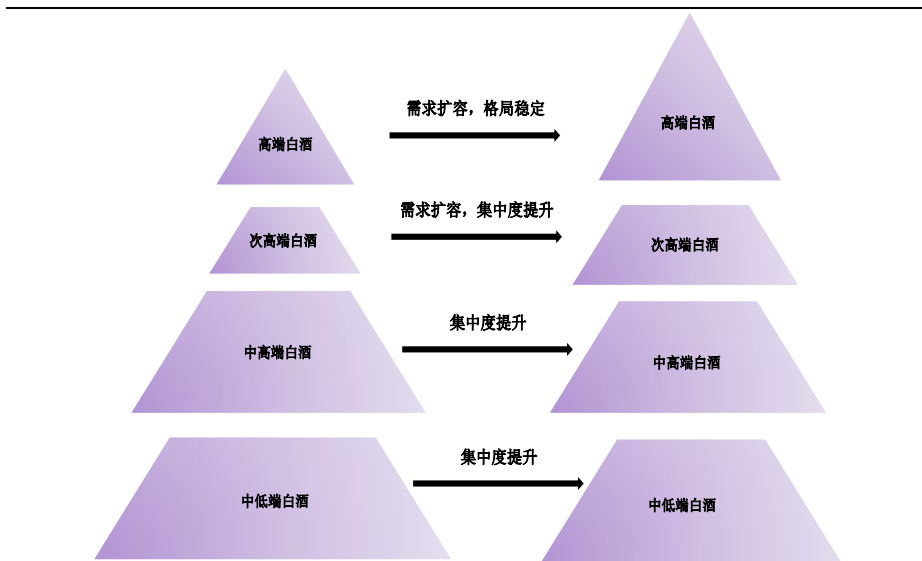 需求扩容，格局稳定
高端白酒
高端白酒
需求扩容，集中度提升
次高端白酒
次高端白酒
集中度提升
中高端白酒
中高端白酒
集中度提升
中低端白酒
中低端白酒